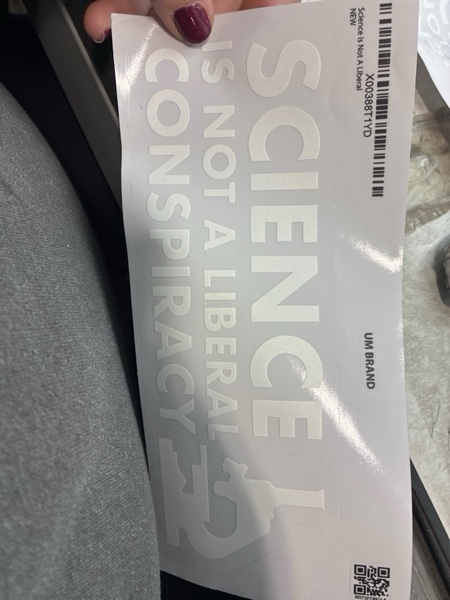 SCIENCE
IS NOT A LIBERAL
CONSPIRACY
X00388T1YD
Science is Not A Liberal
NEW
UM BRAND